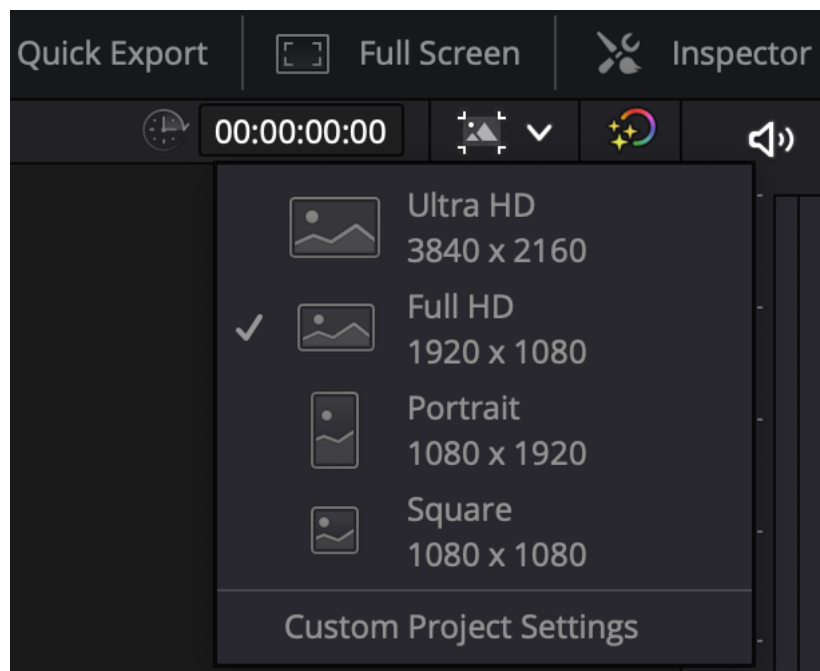 Quick Export Full Screen Inspector
00:00:00:00
Ultra HD
3840 x 2160
Full HD
1920 x 1080
Portrait
1080 x 1920
Square
1080 x 1080
Custom Project Settings